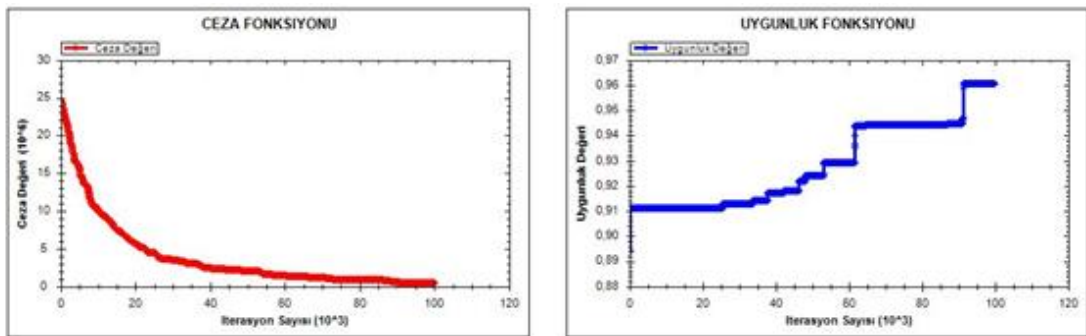 CEZA FONKSIYONU
Ceza Değeri
30
25
20
15
10
5
0
Ceza Değeri (10^6)
0 20 40 60 80 100 120
Iterasyon Sayısı (10^3)
UYGUNLUK FONKSIYONU
Uygunluk Değeri
0,97
0,96
0,95
0,94
0,93
0,92
0,91
0,90
0,89
0,88
Uygunluk Değeri
0 20 40 60 80 100 120
Iterasyon Sayısı (10^3)